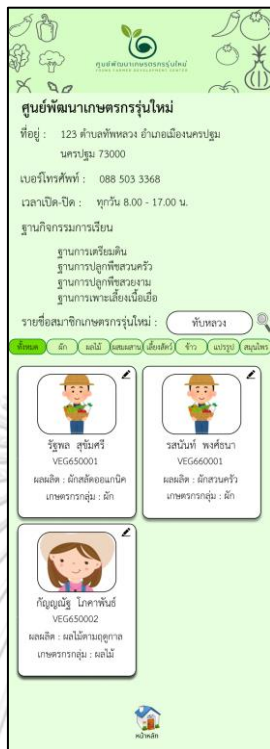 ศูนย์พัฒนาเกษตรกรรุ่นใหม่
YOUNG FARMER DEVELOPMENT CENTER
ศูนย์พัฒนาเกษตรกรรุ่นใหม่
ที่อยู่ : 123 ตำบลทัพหลวง อำเภอเมืองนครปฐม
นครปฐม 73000
เบอร์โทรศัพท์ : 088 503 3368
เวลาเปิด-ปิด : ทุกวัน 8.00 - 17.00 น.
ฐานกิจกรรมการเรียน
ฐานการเตรียมดิน
ฐานการปลูกพืชสวนครัว
ฐานการปลูกพืชสวยงาม
ฐานการเพาะเลี้ยงเนื้อเยื่อ
รายชื่อสมาชิกเกษตรกรรุ่นใหม่ : ทับหลวง
ทั้งหมด ผัก ผลไม้ ผสมผสาน เลี้ยงสัตว์ ข้าว แปรรูป สมุนไพร
รัฐพล สุขัมศรี
VEG650001
ผลผลิต : ผักสลัดออแกนิค
เกษตรกรกลุ่ม : ผัก
รสนันท์ พงศ์ธนา
VEG660001
ผลผลิต : ผักสวนครัว
เกษตรกรกลุ่ม : ผัก
กัญญณัฐ โภคาพันธ์
VEG650002
ผลผลิต : ผลไม้ตามฤดูกาล
เกษตรกรกลุ่ม : ผลไม้
หน้าหลัก